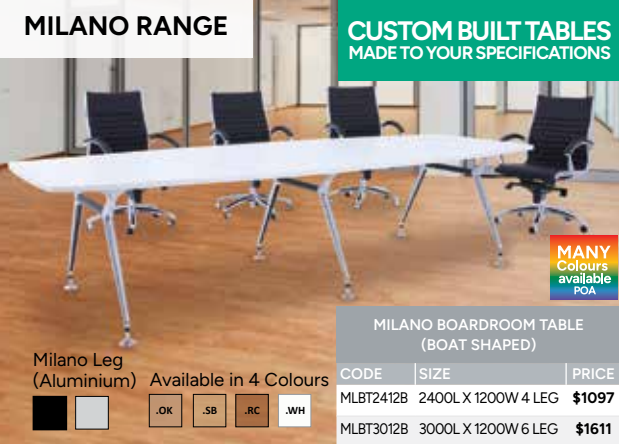 MILANO RANGE
CUSTOM BUILT TABLES
MADE TO YOUR SPECIFICATIONS
MANY
Colours
available
POA
Milano Leg
(Aluminium)
Available in 4 Colours
.OK .SB .RC .WH
MILANO BOARDROOM TABLE
(BOAT SHAPED)
CODE SIZE PRICE
MLBT2412B 2400L X 1200W 4 LEG $1097
MLBT3012B 3000L X 1200W 6 LEG $1611